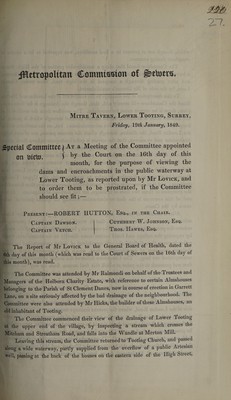 27.
Metropolitan Commission of Sewers.
MITRE TAVERN, LOWER TOOTING, SURREY,
Friday, 19th January, 1849.
Special Committee on view.
AT a Meeting of the Committee appointed
by the Court on the 16th day of this
month, for the purpose of viewing the
dams and encroachments in the public waterway at
Lower Tooting, as reported upon by Mr LOVICK, and
to order them to be prostrated, if the Committee
should see fit;—
PRESENT:—ROBERT HUTTON, ESQ., IN THE CHAIR.
CAPTAIN DAWSON.
CAPTAIN VETCH.
CUTHBERT W. JOHNSON, ESQ.
THOS. HAWES, ESQ.
The Report of Mr LOVICK to the General Board of Health, dated the
day of this month (which was read to the Court of Sewers on the 16th day of
this month), was read.
The Committee was attended by Mr Raimondi on behalf of the Trustees and
Managers of the Holborn Charity Estate, with reference to certain Almshouses
belonging to the Parish of St Clement Danes, now in course of erection in Garrett
Lane, on a site seriously affected by the bad drainage of the neighbourhood. The
Committee were also attended by Mr Hicks, the builder of these Almshouses, an
old inhabitant of Tooting.
The Committee commenced their view of the drainage of Lower Tooting
at the upper end of the village, by inspecting a stream which crosses the
Mitcham and Streatham Road, and falls into the Wandle at Merton Mill.
Leaving this stream, the Committee returned to Tooting Church, and passed
along a wide waterway, partly supplied from the overflow of a public Artesian
well, passing at the back of the houses on the eastern side of the High Street,